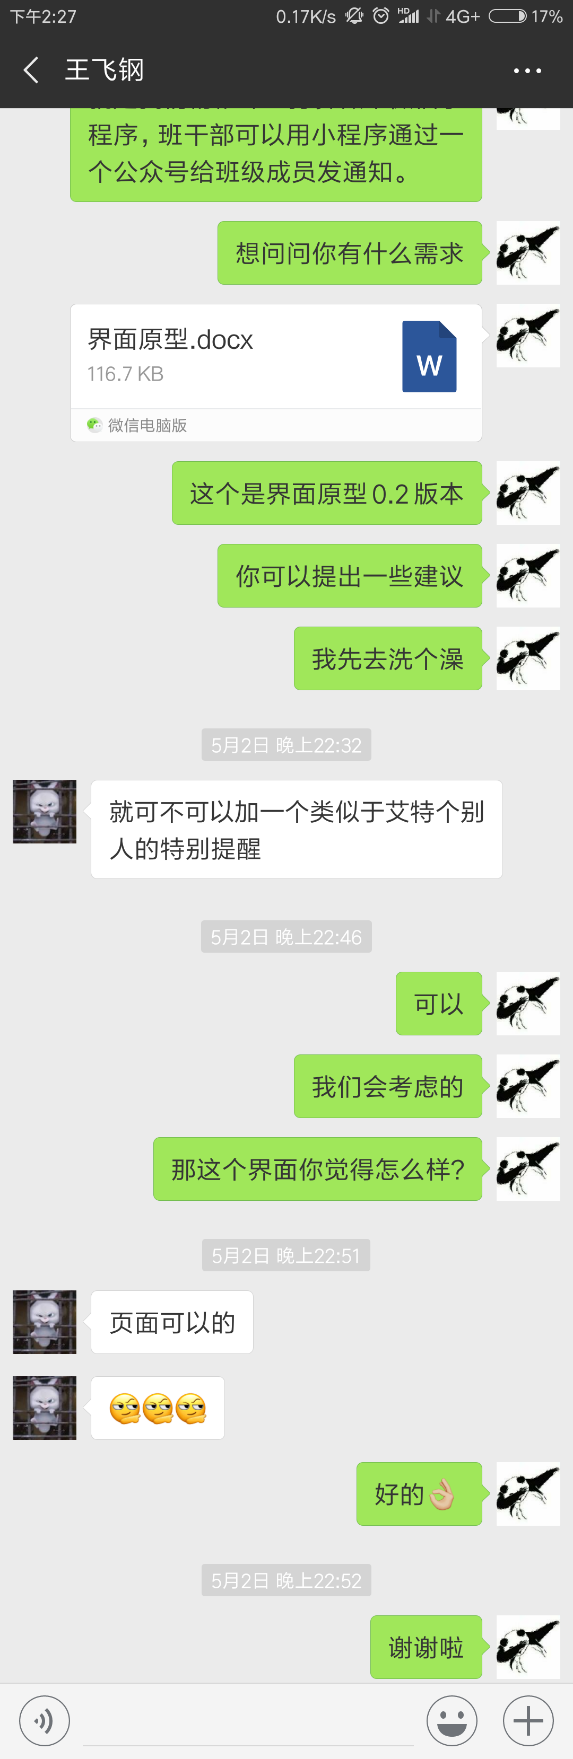 下午2:27 0.17K/s HD 4G+ 17%
王飞钢
程序，班干部可以用小程序通过一
个公众号给班级成员发通知。
想问问你有什么需求
界面原型.docx
116.7 KB
W
微信电脑版
这个是界面原型0.2版本
你可以提出一些建议
我先去洗个澡
5月2日 晚上22:32
就可不可以加一个类似于艾特个别
人的特别提醒
5月2日 晚上22:46
可以
我们会考虑的
那这个界面你觉得怎么样？
5月2日 晚上22:51
页面可以的
好的👌🏼
5月2日 晚上22:52
谢谢啦